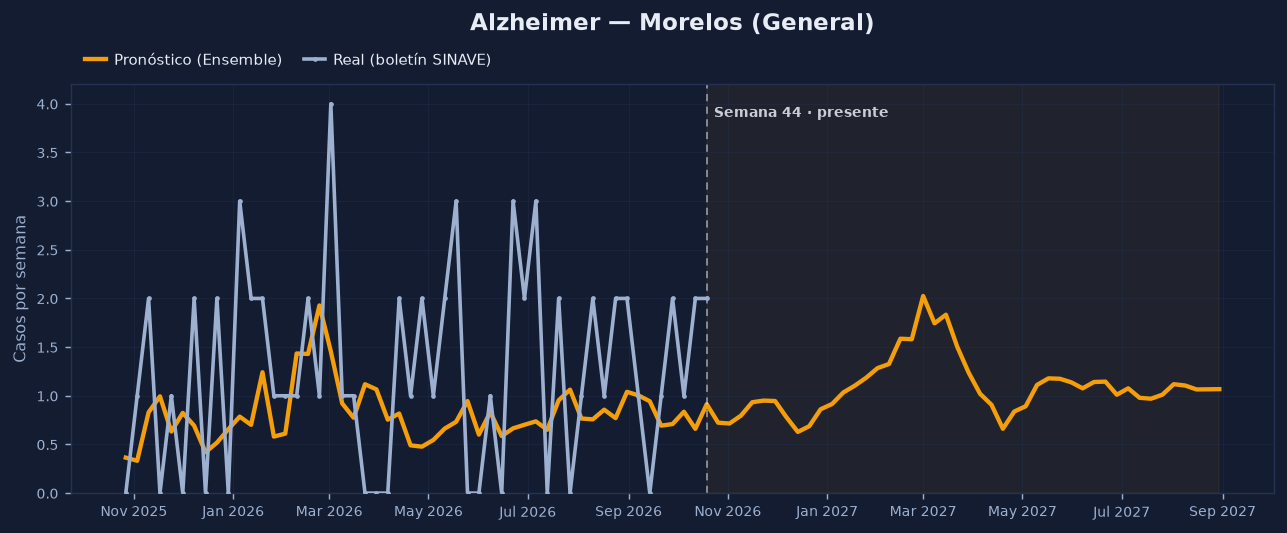 Alzheimer — Morelos (General)
Pronóstico (Ensemble)
Real (boletín SINAVE)
Semana 44 · presente
Casos por semana
4.0
3.5
3.0
2.5
2.0
1.5
1.0
0.5
0.0
Nov 2025
Jan 2026
Mar 2026
May 2026
Jul 2026
Sep 2026
Nov 2026
Jan 2027
Mar 2027
May 2027
Jul 2027
Sep 2027